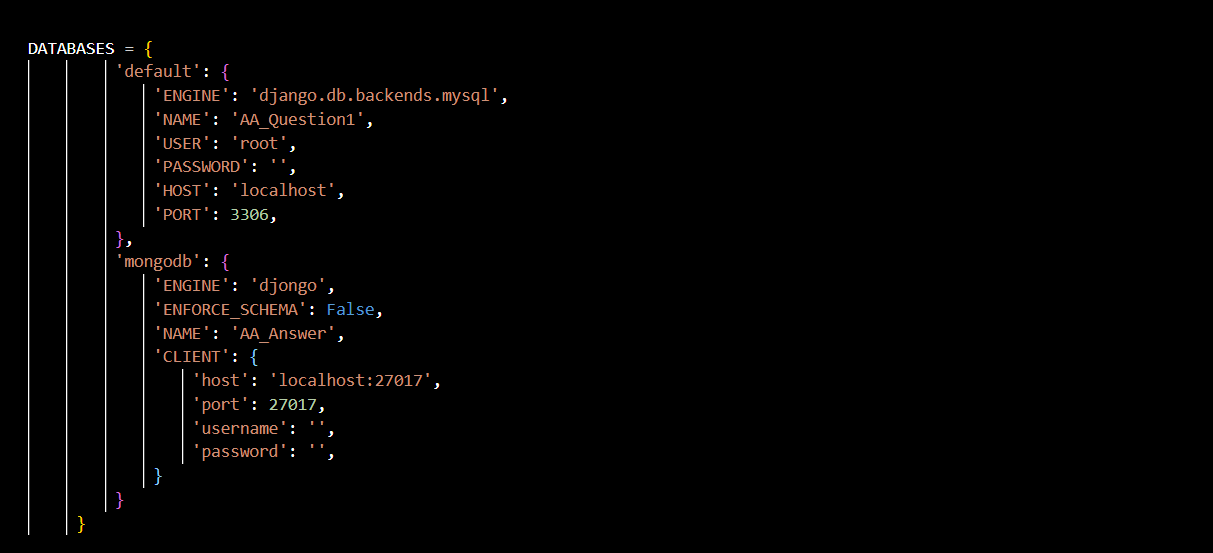 DATABASES = {
'default': {
'ENGINE': 'django.db.backends.mysql',
'NAME': 'AA_Question1',
'USER': 'root',
'PASSWORD': '',
'HOST': 'localhost',
'PORT': 3306,
},
'mongodb': {
'ENGINE': 'djongo',
'ENFORCE_SCHEMA': False,
'NAME': 'AA_Answer',
'CLIENT': {
'host': 'localhost:27017',
'port': 27017,
'username': '',
'password': '',
}
}
}